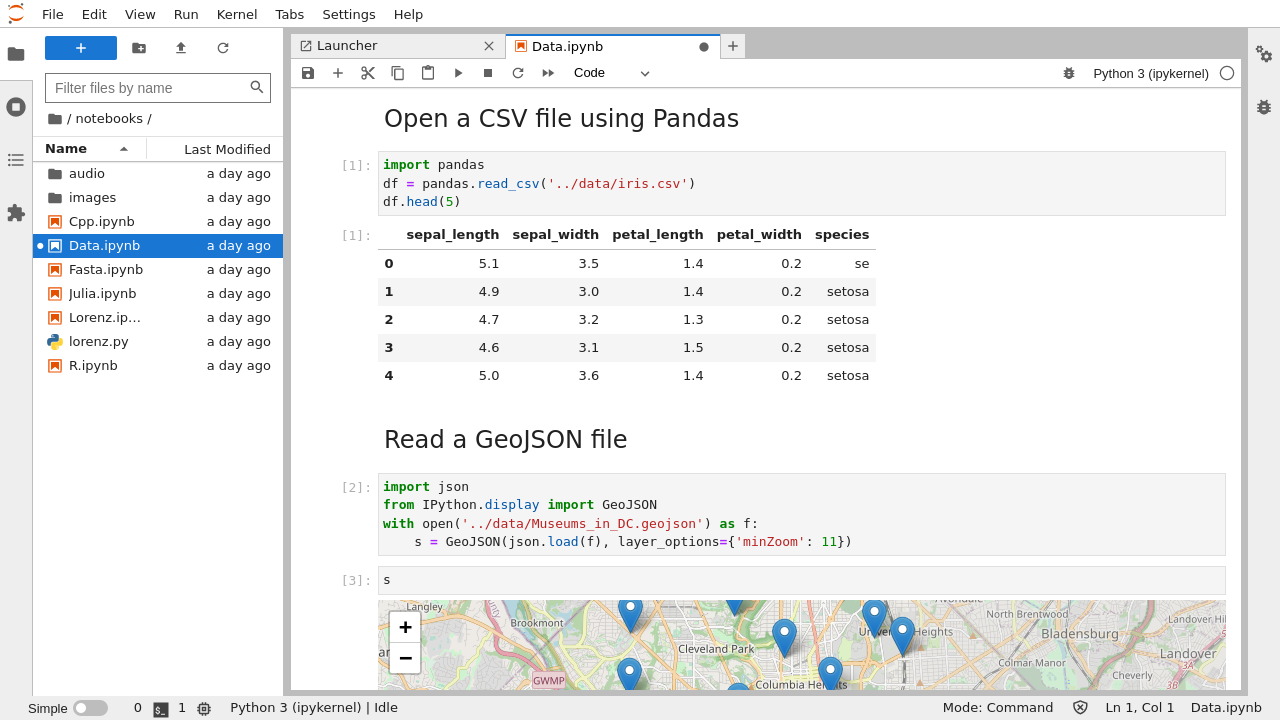 File Edit View Run Kernel Tabs Settings Help
Launcher
Data.ipynb
Code
Python 3 (ipykernel)
Filter files by name
/ notebooks /
Name Last Modified
audio a day ago
images a day ago
Cpp.ipynb a day ago
Data.ipynb a day ago
Fasta.ipynb a day ago
Julia.ipynb a day ago
Lorenz.ip... a day ago
lorenz.py a day ago
R.ipynb a day ago
Open a CSV file using Pandas
[1]: import pandas
df = pandas.read_csv('../data/iris.csv')
df.head(5)
[1]: sepal_length sepal_width petal_length petal_width species
0 5.1 3.5 1.4 0.2 se
1 4.9 3.0 1.4 0.2 setosa
2 4.7 3.2 1.3 0.2 setosa
3 4.6 3.1 1.5 0.2 setosa
4 5.0 3.6 1.4 0.2 setosa
Read a GeoJSON file
[2]: import json
from IPython.display import GeoJSON
with open('../data/Museums_in_DC.geojson') as f:
    s = GeoJSON(json.load(f), layer_options={'minZoom': 11})
[3]: s
+
−
Langley
Brookmont
Cleveland Park
GWMP
Columbia Heights
University Heights
North Brentwood
Bladensburg
Colmar Manor
Landover
Cheverly
Simple 0 1 Python 3 (ipykernel) | Idle
Mode: Command Ln 1, Col 1 Data.ipynb